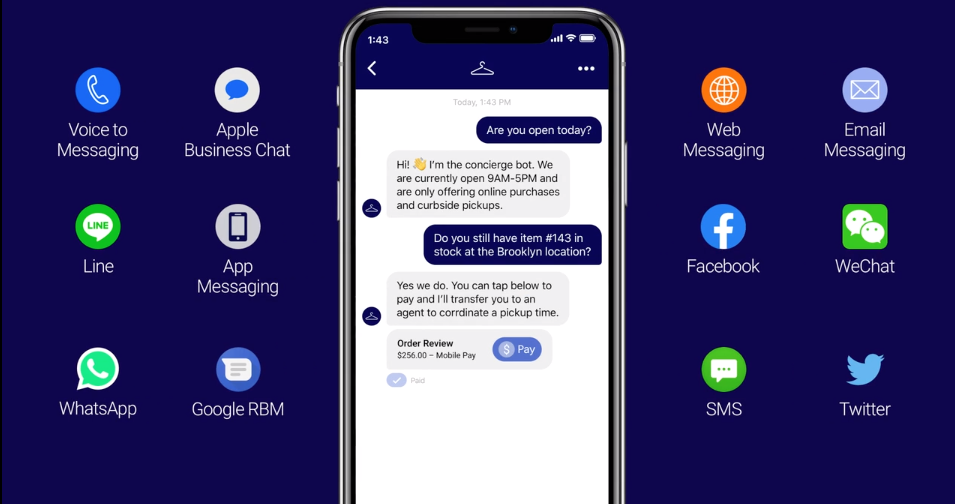 1:43
Today, 1:43 PM
Are you open today?
Hi! 👋 I'm the concierge bot. We
are currently open 9AM-5PM and
are only offering online purchases
and curbside pickups.
Do you still have item #143 in
stock at the Brooklyn location?
Yes we do. You can tap below to
pay and I'll transfer you to an
agent to corrdinate a pickup time.
Order Review
$256.00 – Mobile Pay
$ Pay
Paid
Voice to
Messaging
Apple
Business Chat
LINE
Line
App
Messaging
WhatsApp
Google RBM
Web
Messaging
Email
Messaging
Facebook
WeChat
SMS
Twitter